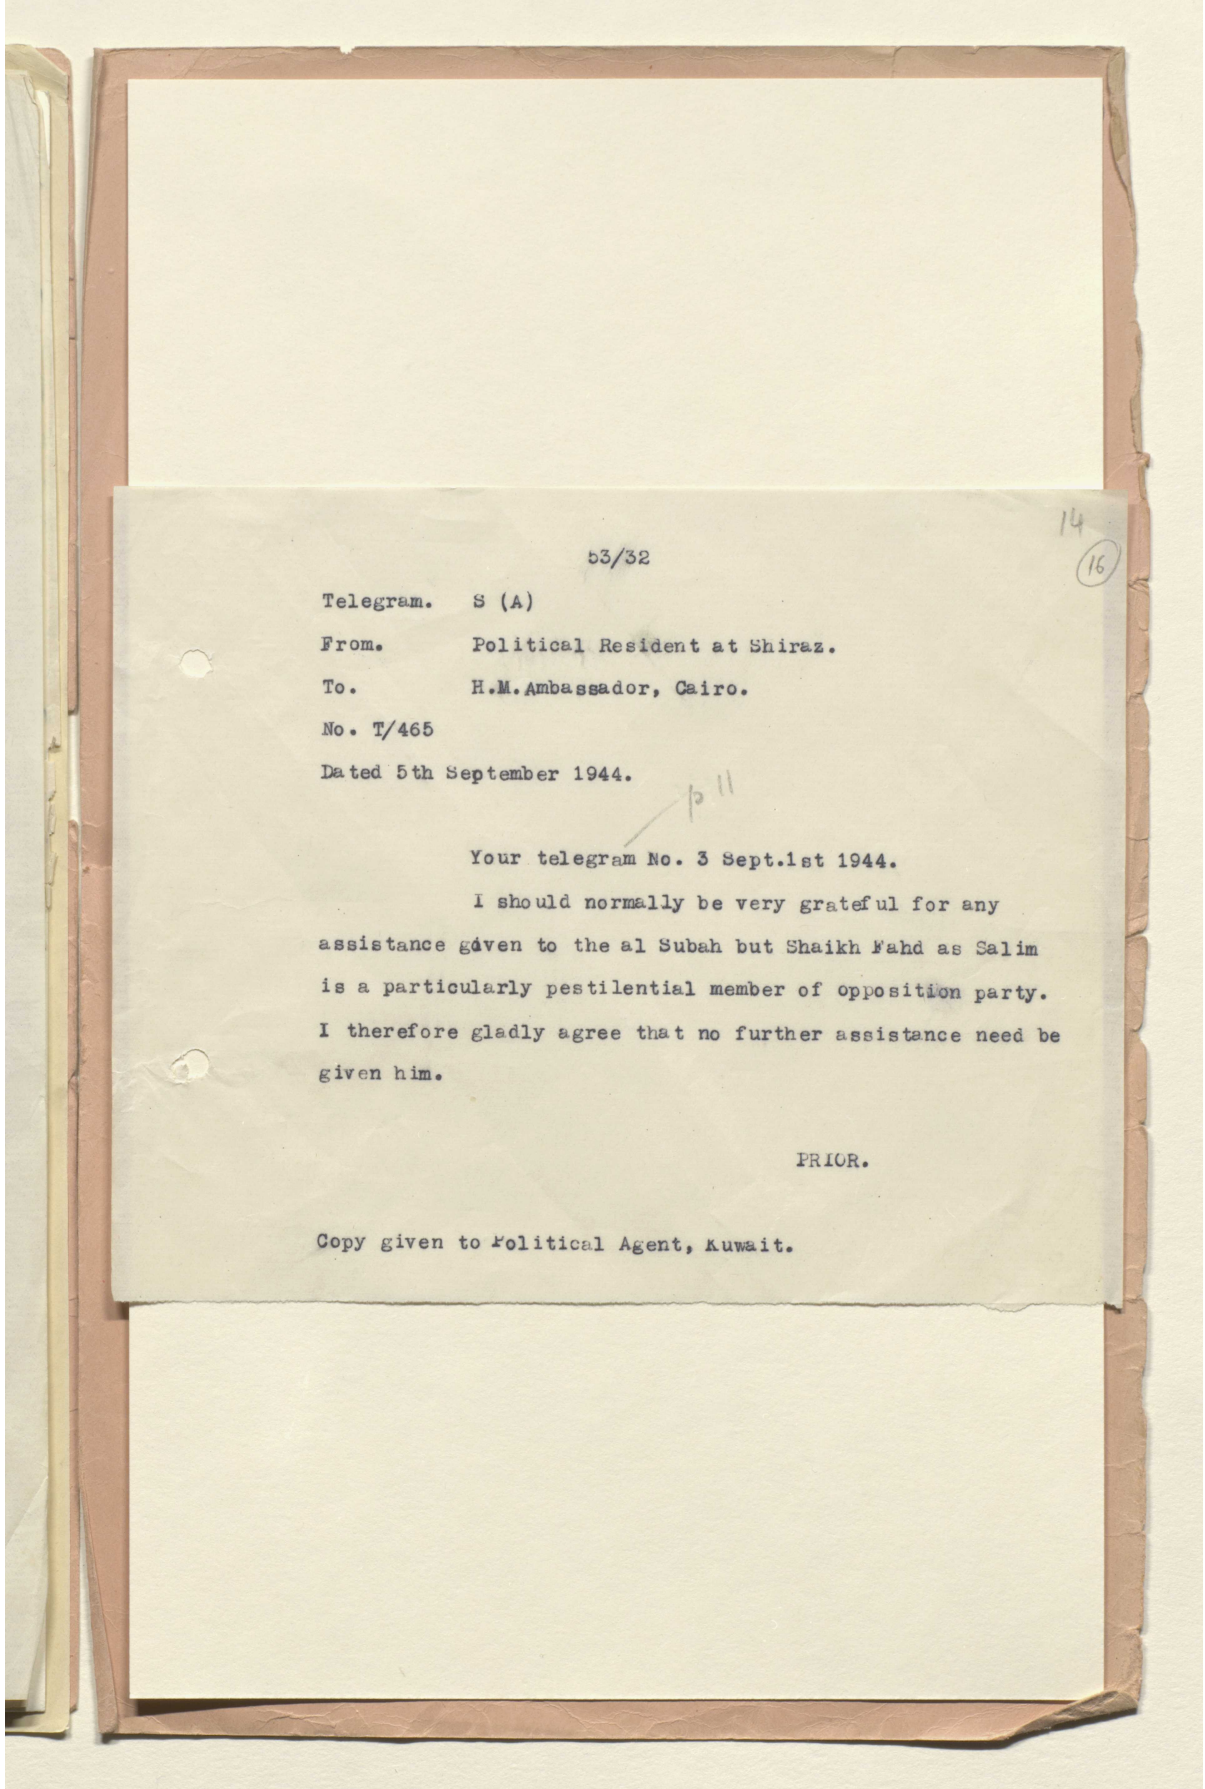 14
16
53/32
Telegram. S (A)
From. Political Resident at Shiraz.
To. H.M.Ambassador, Cairo.
No. T/465
Dated 5th September 1944.
p 11
Your telegram No. 3 Sept.1st 1944.
I should normally be very grateful for any
assistance given to the al Subah but Shaikh Fahd as Salim
is a particularly pestilential member of opposition party.
I therefore gladly agree that no further assistance need be
given him.
PRIOR.
Copy given to Political Agent, Kuwait.